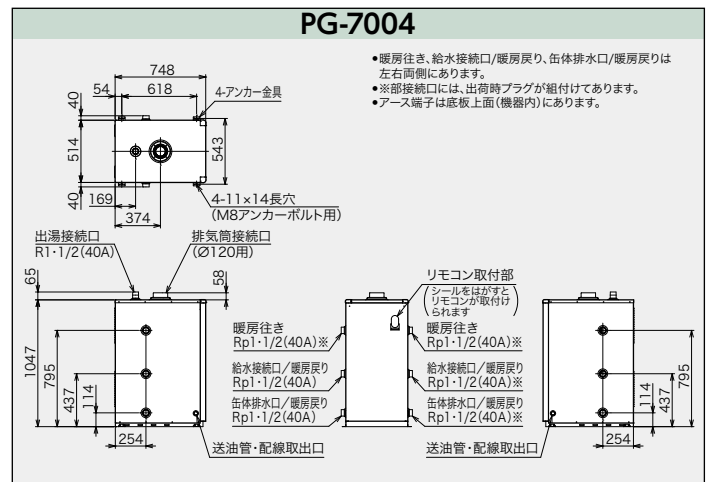 PG-7004
●暖房往き、給水接続口/暖房戻り、缶体排水口/暖房戻りは
左右両側にあります。
●※部接続口には、出荷時プラグが組付けてあります。
●アース端子は底板上面(機器内)にあります。
748
54
618
4-アンカー金具
40
514
40
543
169
374
4-11×14長穴
(M8アンカーボルト用)
出湯接続口
R1・1/2(40A)
排気筒接続口
(Ø120用)
65
58
1047
795
437
114
254
送油管・配線取出口
リモコン取付部
(シールをはがすと
リモコンが取付け
られます)
暖房往き
Rp1・1/2(40A)※
給水接続口/暖房戻り
Rp1・1/2(40A)
缶体排水口/暖房戻り
Rp1・1/2(40A)
暖房往き
Rp1・1/2(40A)※
給水接続口/暖房戻り
Rp1・1/2(40A)※
缶体排水口/暖房戻り
Rp1・1/2(40A)※
送油管・配線取出口
254
114
437
795